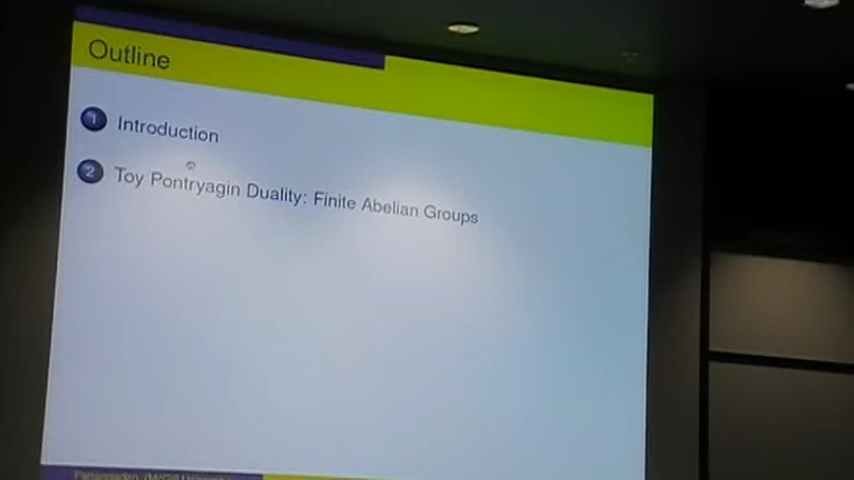 Outline
1 Introduction
2 Toy Pontryagin Duality: Finite Abelian Groups